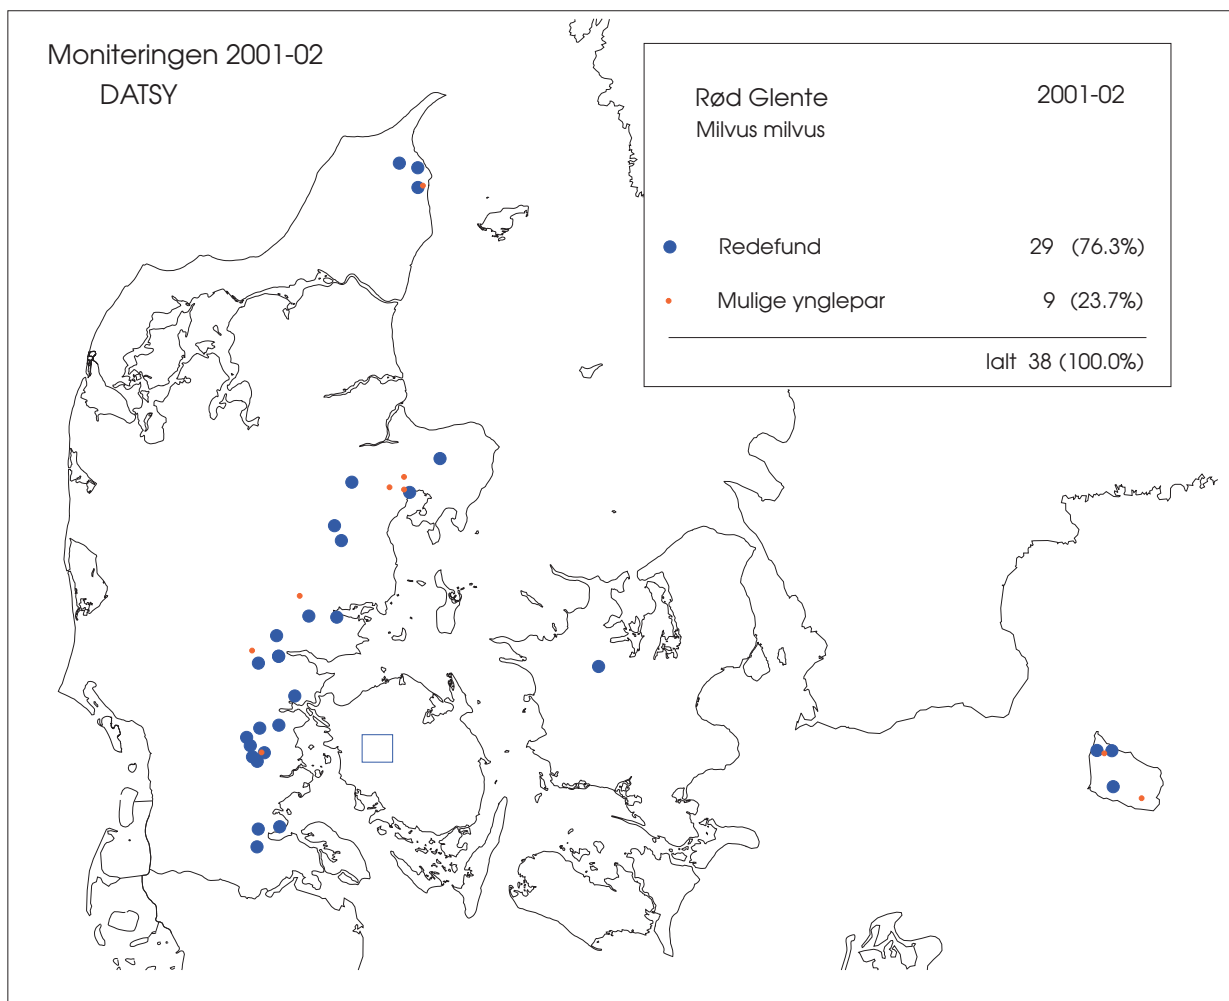 Moniteringen 2001-02
DATSY
Rød Glente 2001-02
Milvus milvus
Redefund 29 (76.3%)
Mulige ynglepar 9 (23.7%)
Ialt 38 (100.0%)